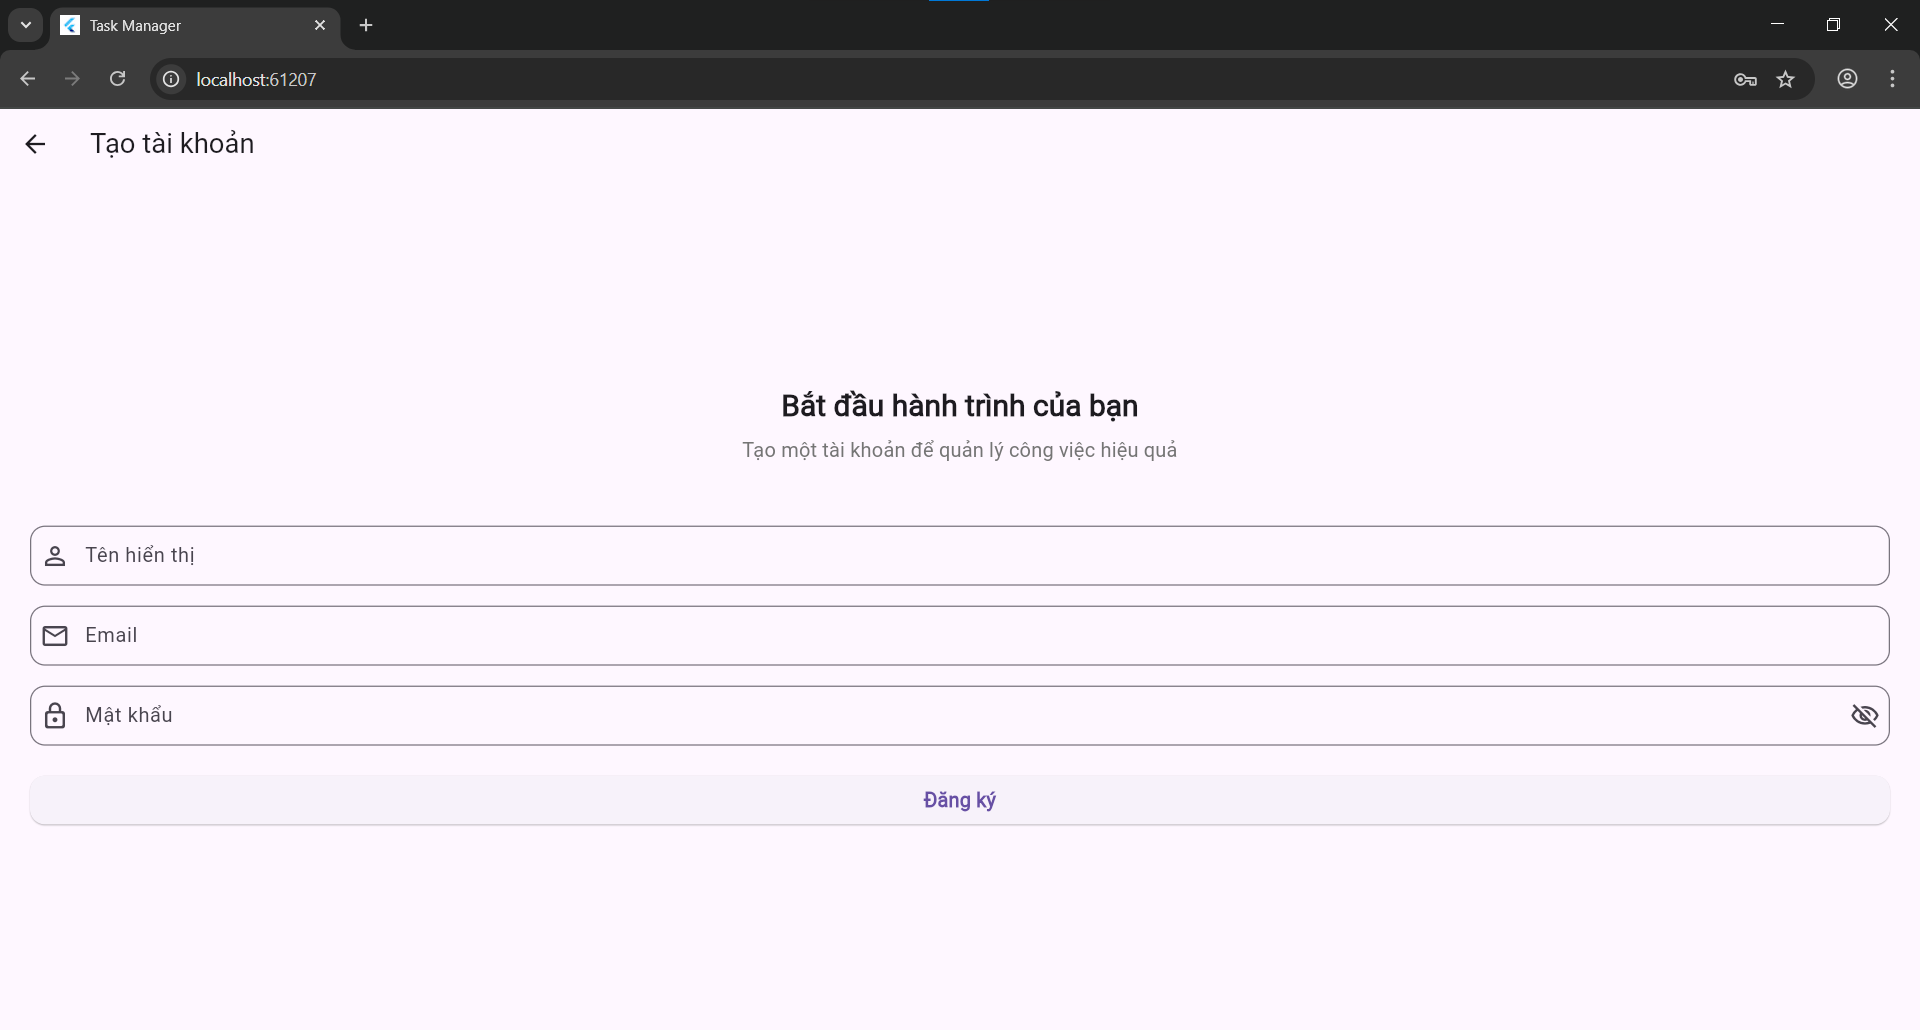 Task Manager
localhost:61207
Tạo tài khoản
Bắt đầu hành trình của bạn
Tạo một tài khoản để quản lý công việc hiệu quả
Tên hiển thị
Email
Mật khẩu
Đăng ký